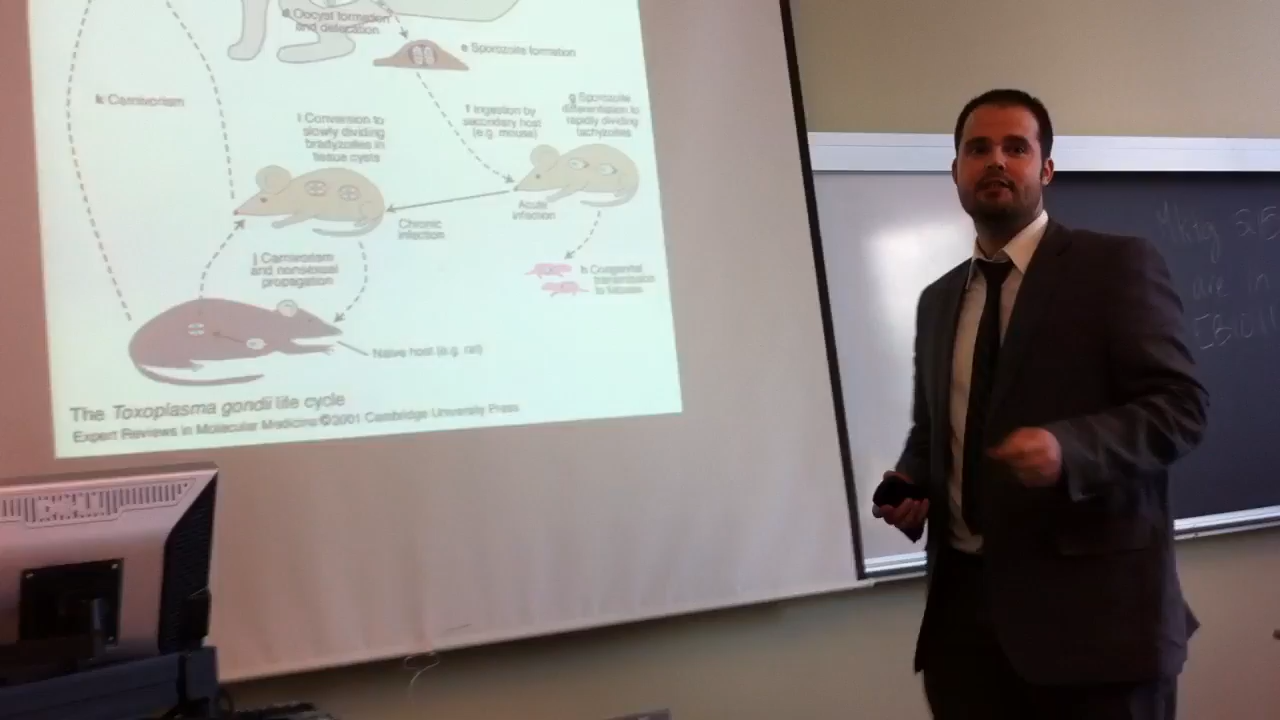 d Oocyst formation
and defecation
e Sporozoite formation
k Carnivorism
i Conversion to
slowly dividing
bradyzoites in
tissue cysts
f Ingestion by
secondary host
(e.g. mouse)
g Sporozoite
differentiation to
rapidly dividing
tachyzoites
Acute
infection
Chronic
infection
j Carnivorism
and nonsexual
propagation
h Congenital
transmission
to fetuses
Naive host (e.g. rat)
The Toxoplasma gondii life cycle
Expert Reviews in Molecular Medicine ©2001 Cambridge University Press
are in